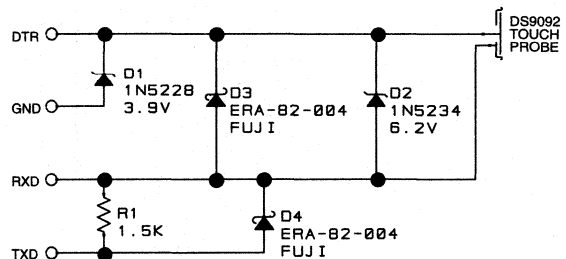 DTR
DS9092
TOUCH
PROBE
D1
1N5228
3.9V
GND
D3
ERA-82-004
FUJI
D2
1N5234
6.2V
RXD
R1
1.5K
D4
ERA-82-004
FUJI
TXD